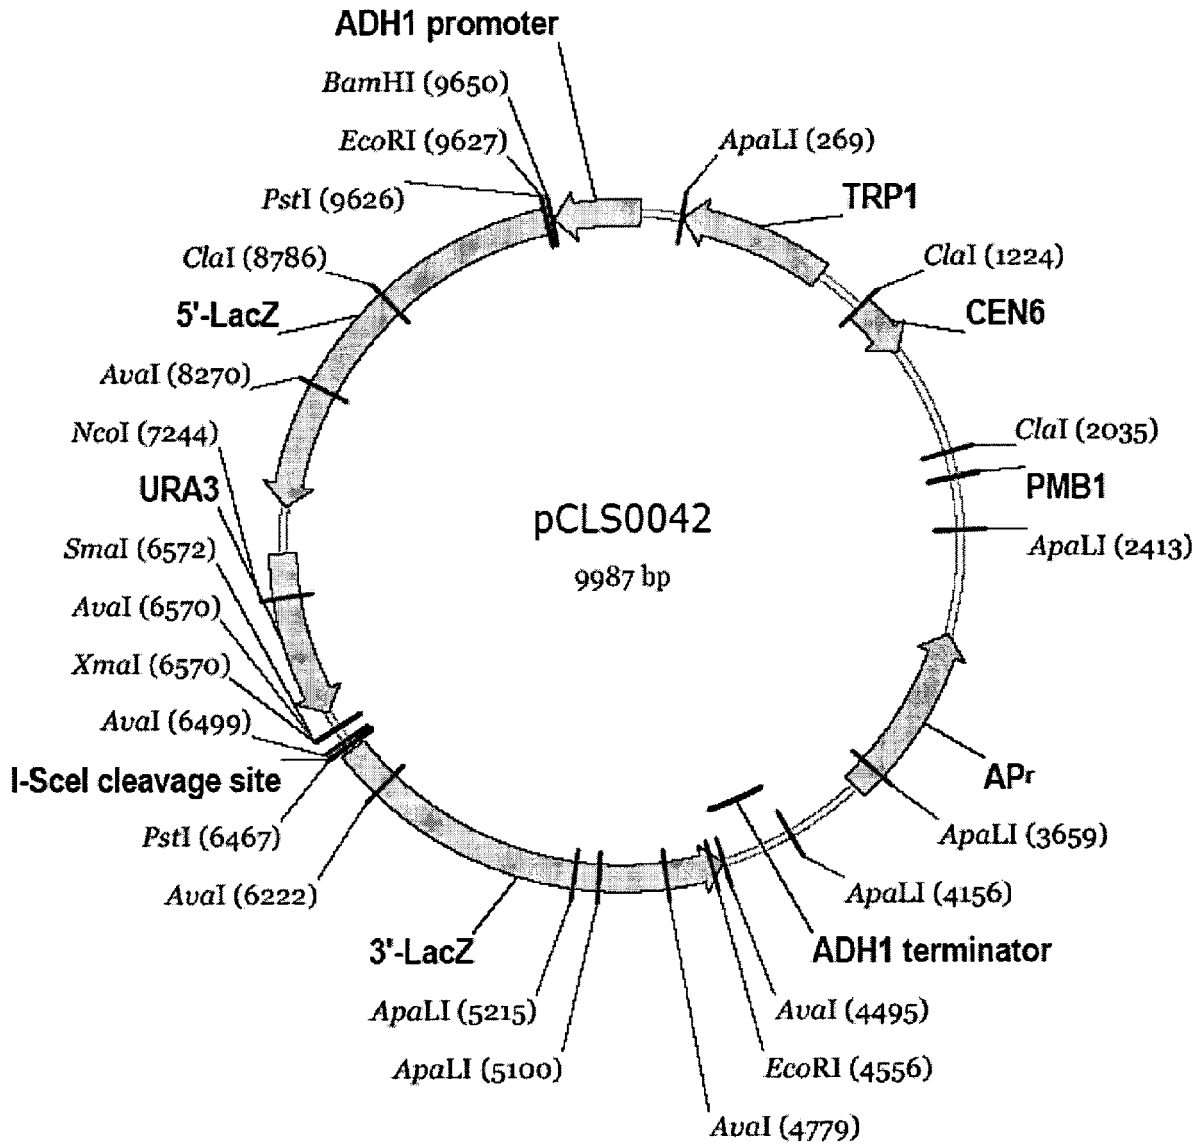 ADH1 promoter
BamHI (9650)
EcoRI (9627)
PstI (9626)
ClaI (8786)
5'-LacZ
AvaI (8270)
NcoI (7244)
URA3
SmaI (6572)
AvaI (6570)
XmaI (6570)
AvaI (6499)
I-SceI cleavage site
PstI (6467)
AvaI (6222)
3'-LacZ
ApaLI (5215)
ApaLI (5100)
AvaI (4779)
EcoRI (4556)
AvaI (4495)
ADH1 terminator
ApaLI (4156)
ApaLI (3659)
APr
ApaLI (2413)
PMB1
ClaI (2035)
CEN6
ClaI (1224)
TRP1
ApaLI (269)
pCLS0042
9987 bp